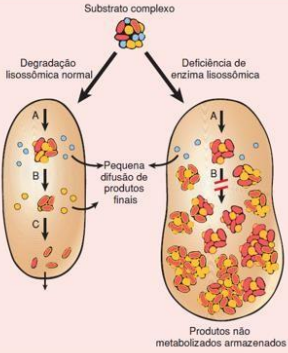 Substrato complexo
Degradação
lisossômica normal
Deficiência de
enzima lisossômica
A
B
C
Pequena
difusão de
produtos
finais
A
B
Produtos não
metabolizados armazenados